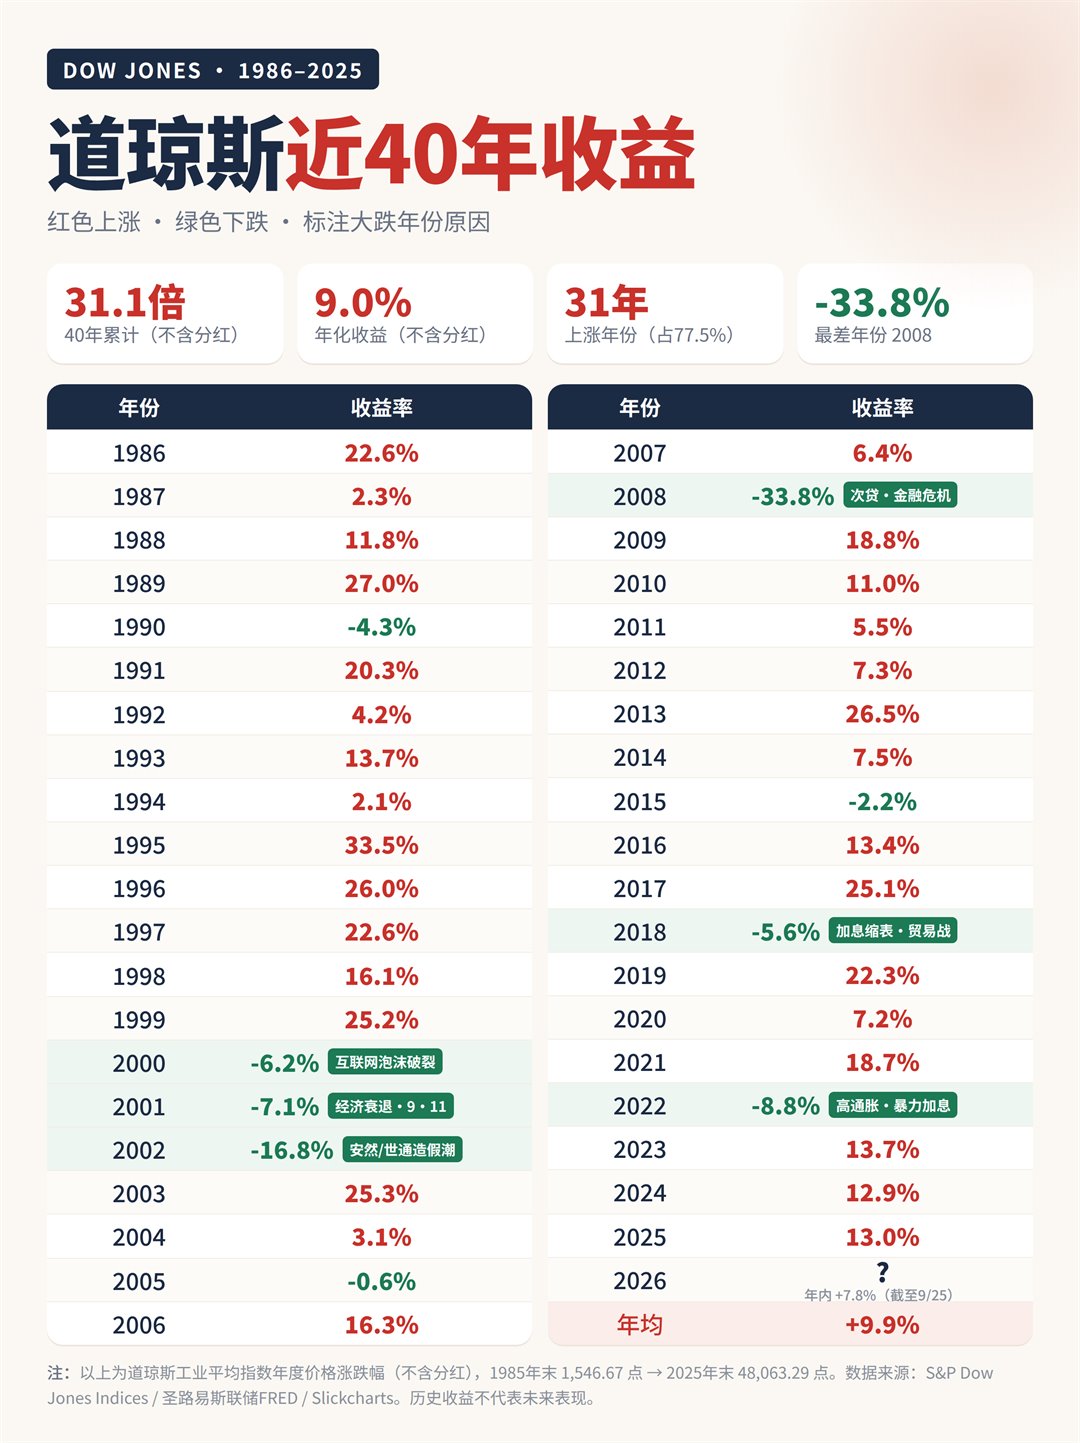 DOW JONES · 1986–2025
道琼斯近40年收益
红色上涨 · 绿色下跌 · 标注大跌年份原因
31.1倍
40年累计（不含分红）
9.0%
年化收益（不含分红）
31年
上涨年份（占77.5%）
-33.8%
最差年份 2008
年份 收益率
1986 22.6%
1987 2.3%
1988 11.8%
1989 27.0%
1990 -4.3%
1991 20.3%
1992 4.2%
1993 13.7%
1994 2.1%
1995 33.5%
1996 26.0%
1997 22.6%
1998 16.1%
1999 25.2%
2000 -6.2% 互联网泡沫破裂
2001 -7.1% 经济衰退·9·11
2002 -16.8% 安然/世通造假潮
2003 25.3%
2004 3.1%
2005 -0.6%
2006 16.3%
年份 收益率
2007 6.4%
2008 -33.8% 次贷·金融危机
2009 18.8%
2010 11.0%
2011 5.5%
2012 7.3%
2013 26.5%
2014 7.5%
2015 -2.2%
2016 13.4%
2017 25.1%
2018 -5.6% 加息缩表·贸易战
2019 22.3%
2020 7.2%
2021 18.7%
2022 -8.8% 高通胀·暴力加息
2023 13.7%
2024 12.9%
2025 13.0%
2026 ?
年内 +7.8%（截至9/25）
年均 +9.9%
注：以上为道琼斯工业平均指数年度价格涨跌幅（不含分红），1985年末 1,546.67 点 → 2025年末 48,063.29 点。数据来源：S&P Dow
Jones Indices / 圣路易斯联储FRED / Slickcharts。历史收益不代表未来表现。